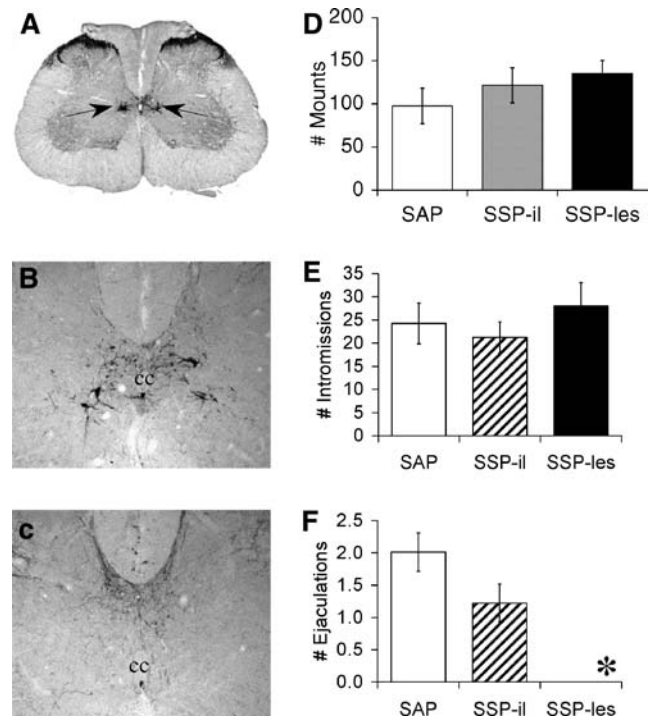 A
B
cc
c
cc
D
# Mounts
200
150
100
50
0
SAP SSP-il SSP-les
E
# Intromissions
35
30
25
20
15
10
5
0
SAP SSP-il SSP-les
F
# Ejaculations
2.5
2.0
1.5
1.0
0.5
0.0
*
SAP SSP-il SSP-les